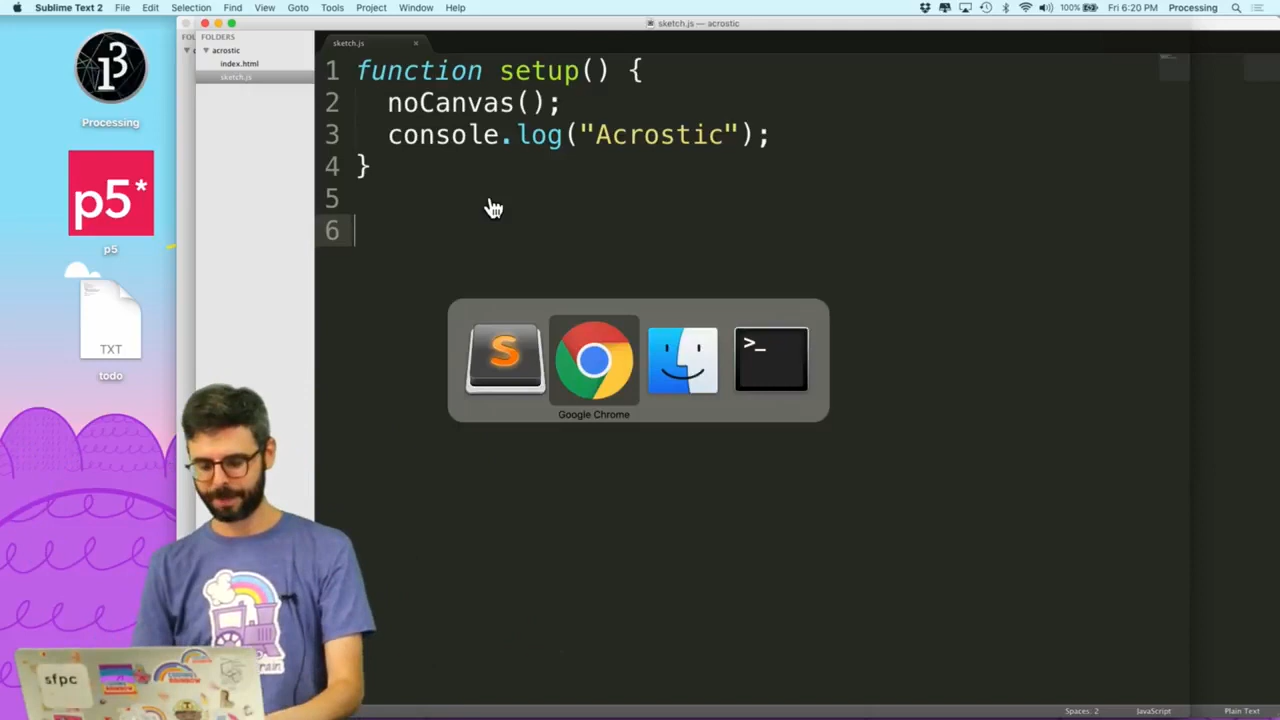 Sublime Text 2 File Edit Selection Find Goto Tools Project Window Help 100% Fri 6:20 PM Processing
sketch.js — acrostic
FOLDERS
acrostic
index.html
sketch.js
sketch.js
1 function setup() {
2 noCanvas();
3 console.log("Acrostic");
4 }
5
6
Processing
p5*
p5
TXT
todo
S
>_
Google Chrome
sfpc
Spaces: 2 JavaScript Plain Text